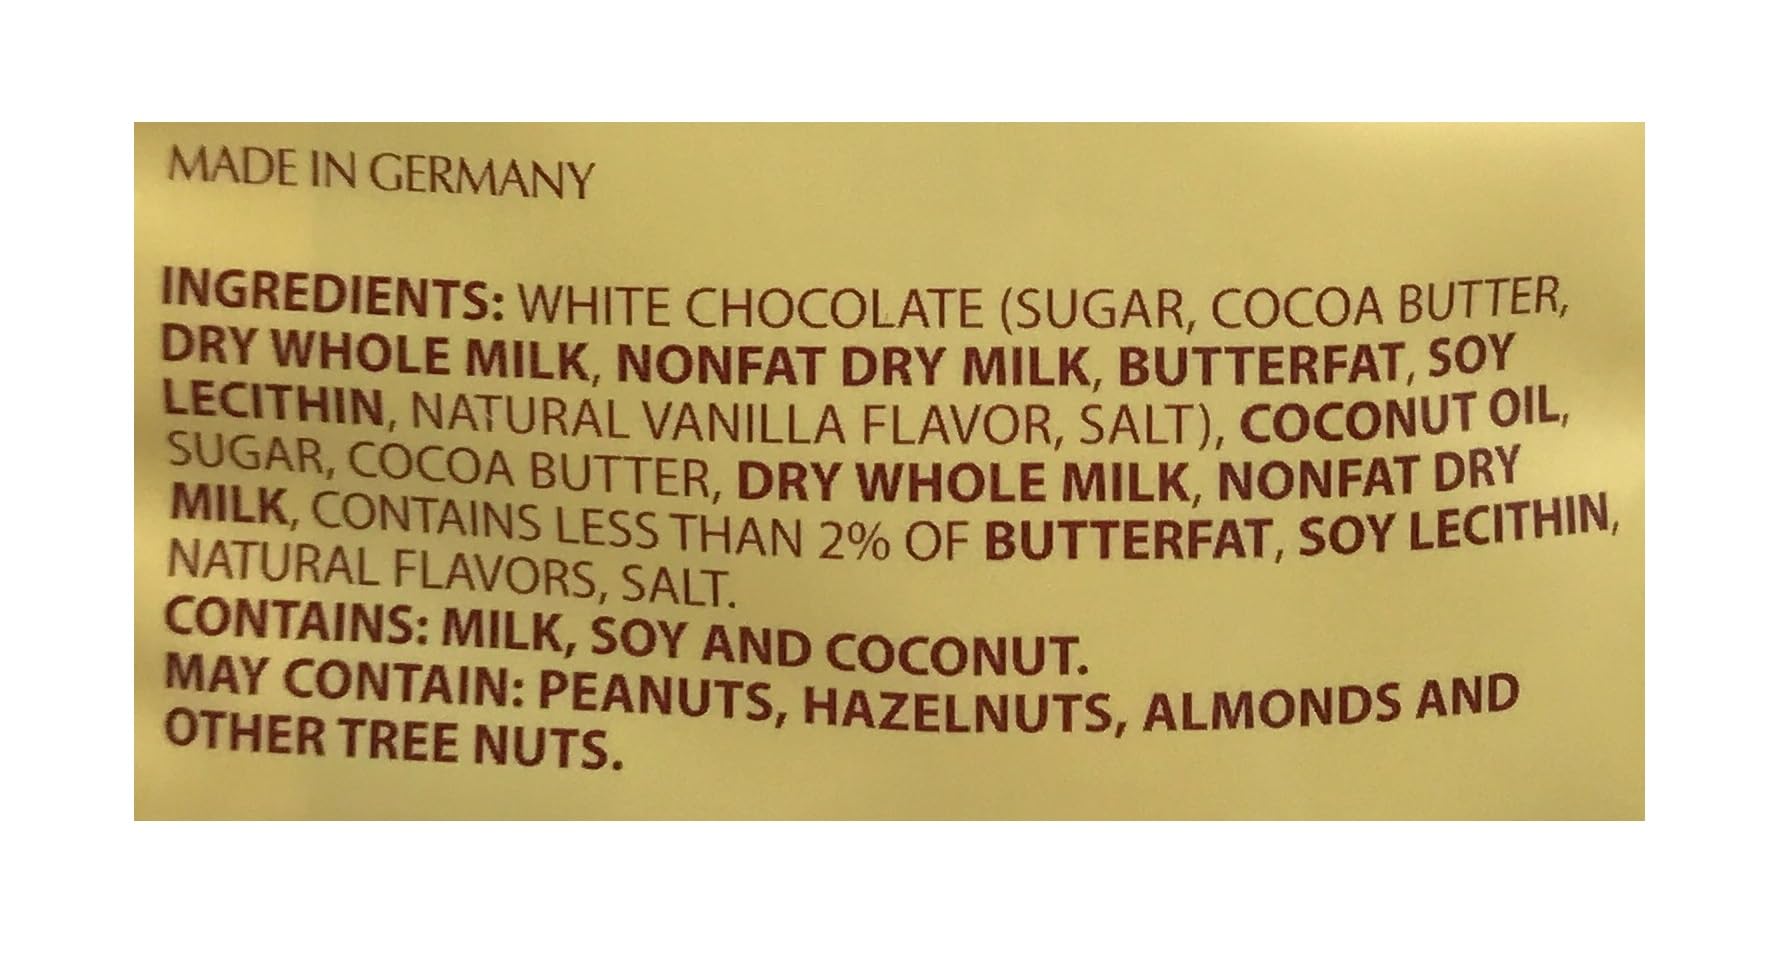 MADE IN GERMANY
INGREDIENTS: WHITE CHOCOLATE (SUGAR, COCOA BUTTER,
DRY WHOLE MILK, NONFAT DRY MILK, BUTTERFAT, SOY
LECITHIN, NATURAL VANILLA FLAVOR, SALT), COCONUT OIL,
SUGAR, COCOA BUTTER, DRY WHOLE MILK, NONFAT DRY
MILK, CONTAINS LESS THAN 2% OF BUTTERFAT, SOY LECITHIN,
NATURAL FLAVORS, SALT.
CONTAINS: MILK, SOY AND COCONUT.
MAY CONTAIN: PEANUTS, HAZELNUTS, ALMONDS AND
OTHER TREE NUTS.